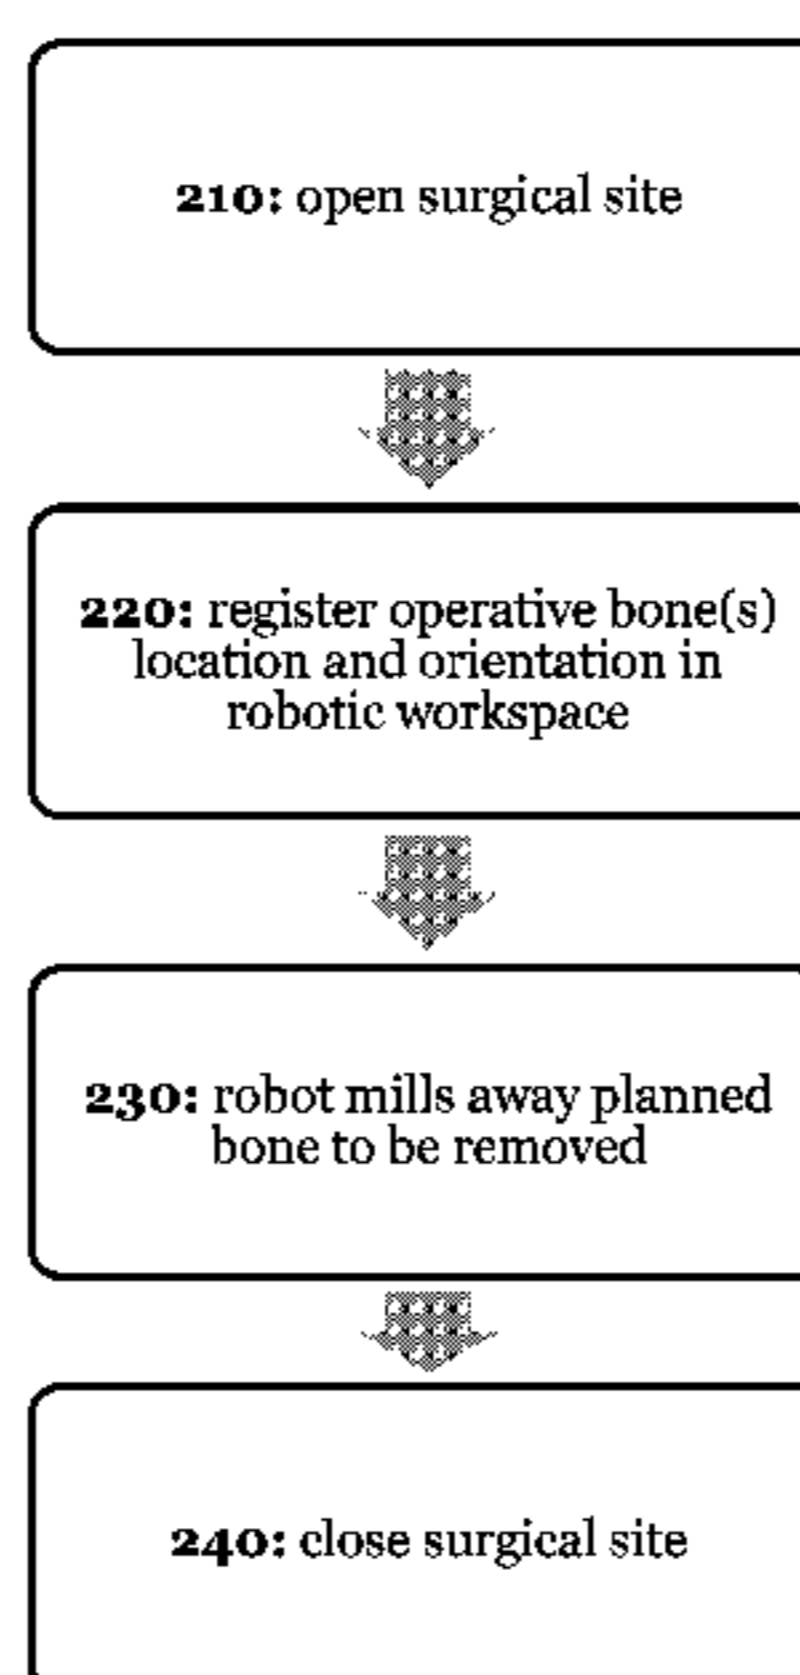 210: open surgical site
220: register operative bone(s)
location and orientation in
robotic workspace
230: robot mills away planned
bone to be removed
240: close surgical site